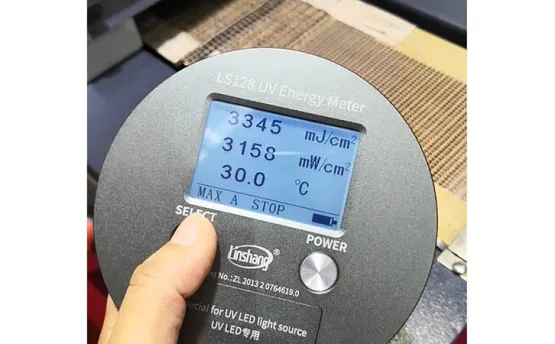 LS128 UV Energy Meter
3345 mJ/cm²
3158 mW/cm²
30.0 °C
MAX A STOP
SELECT
POWER
Linshang®
No.:ZL 2013 2 0764619.0
for UV LED light source
UV LED专用